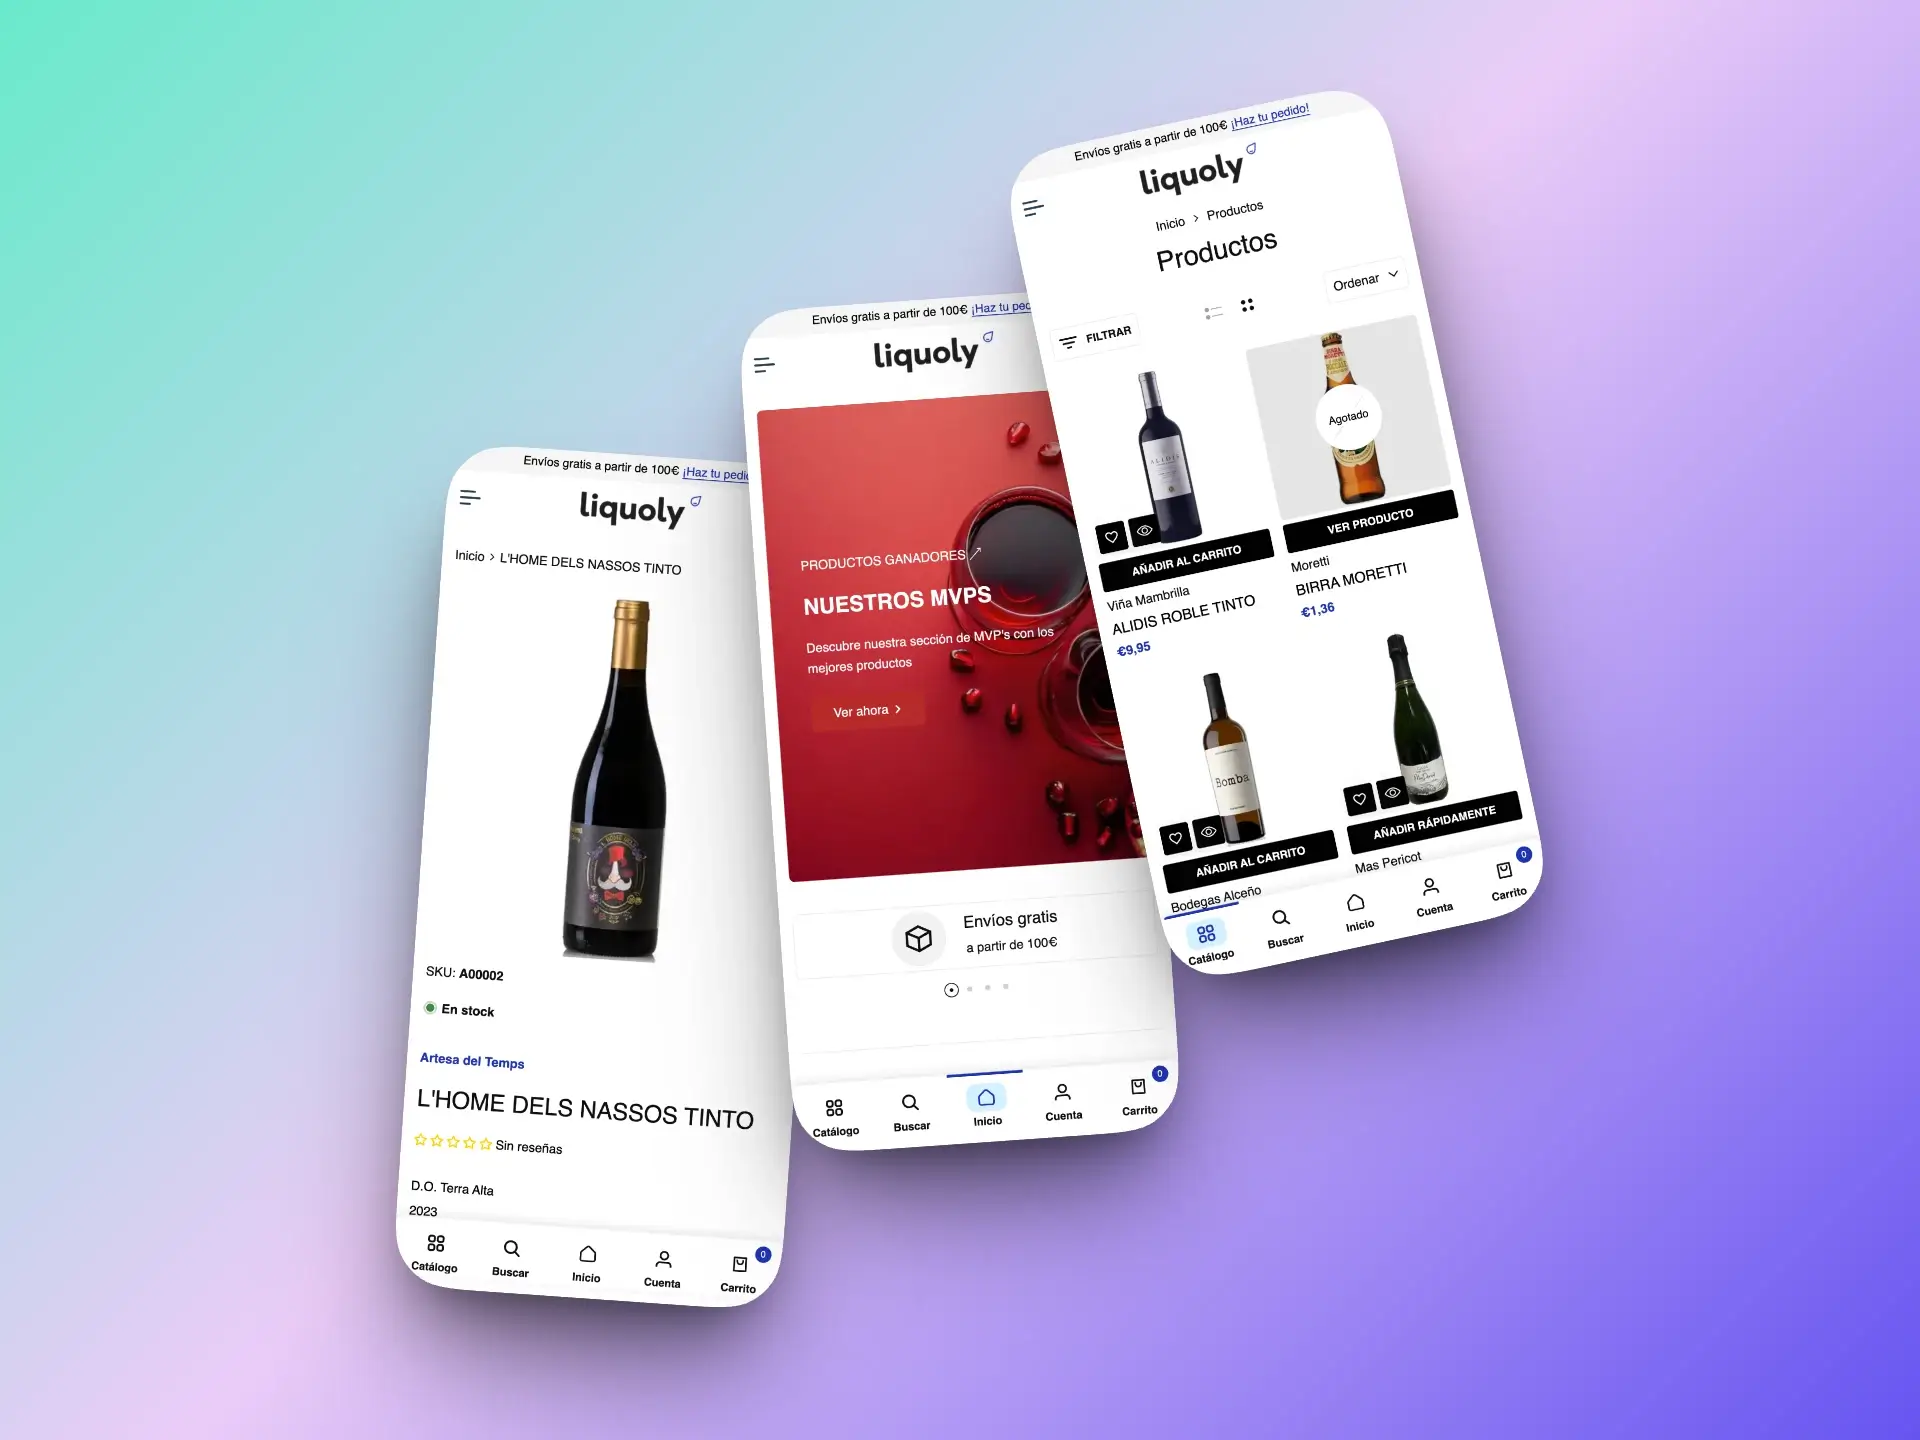 Envíos gratis a partir de 100€ ¡Haz tu pedi
liquoly
Inicio > L'HOME DELS NASSOS TINTO
SKU: A00002
En stock
Artesa del Temps
L'HOME DELS NASSOS TINTO
Sin reseñas
D.O. Terra Alta
2023
Catálogo
Buscar
Inicio
Cuenta
Carrito
0
Envíos gratis a partir de 100€ ¡Haz tu ped
liquoly
PRODUCTOS GANADORES
NUESTROS MVPS
Descubre nuestra sección de MVP's con los
mejores productos
Ver ahora >
Envíos gratis
a partir de 100€
Catálogo
Buscar
Inicio
Cuenta
Carrito
0
Envíos gratis a partir de 100€ ¡Haz tu pedido!
liquoly
Inicio > Productos
Productos
Ordenar
FILTRAR
ALIDIS
BIRRA
MORETTI
Agotado
AÑADIR AL CARRITO
VER PRODUCTO
Viña Mambrilla
ALIDIS ROBLE TINTO
€9,95
Moretti
BIRRA MORETTI
€1,36
Bomba
AÑADIR AL CARRITO
AÑADIR RÁPIDAMENTE
Bodegas Alceño
Mas Pericot
Catálogo
Buscar
Inicio
Cuenta
Carrito
0